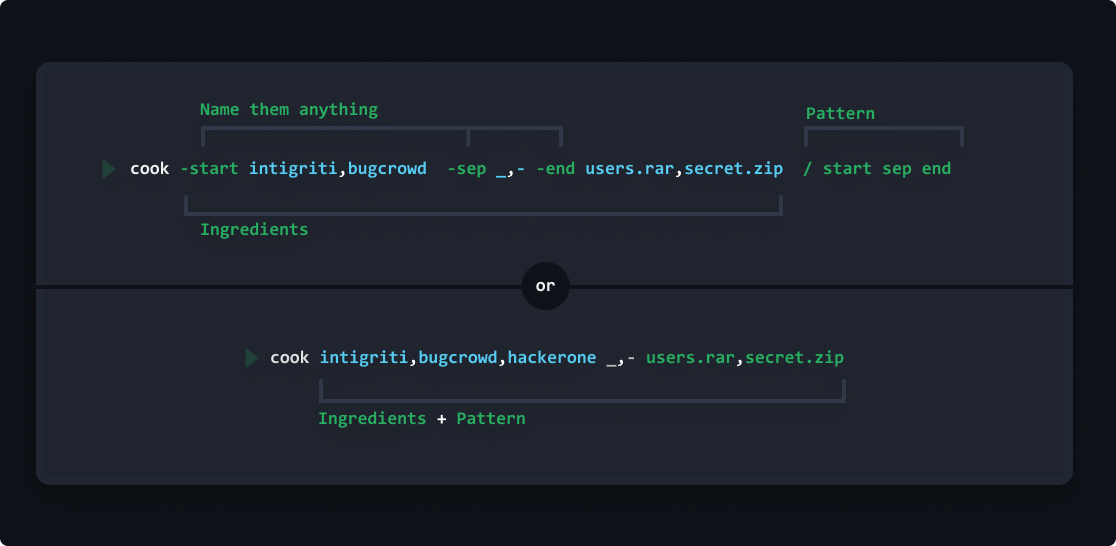 Name them anything
Pattern
cook -start intigriti,bugcrowd -sep _,- -end users.rar,secret.zip / start sep end
Ingredients
or
cook intigriti,bugcrowd,hackerone _,- users.rar,secret.zip
Ingredients + Pattern